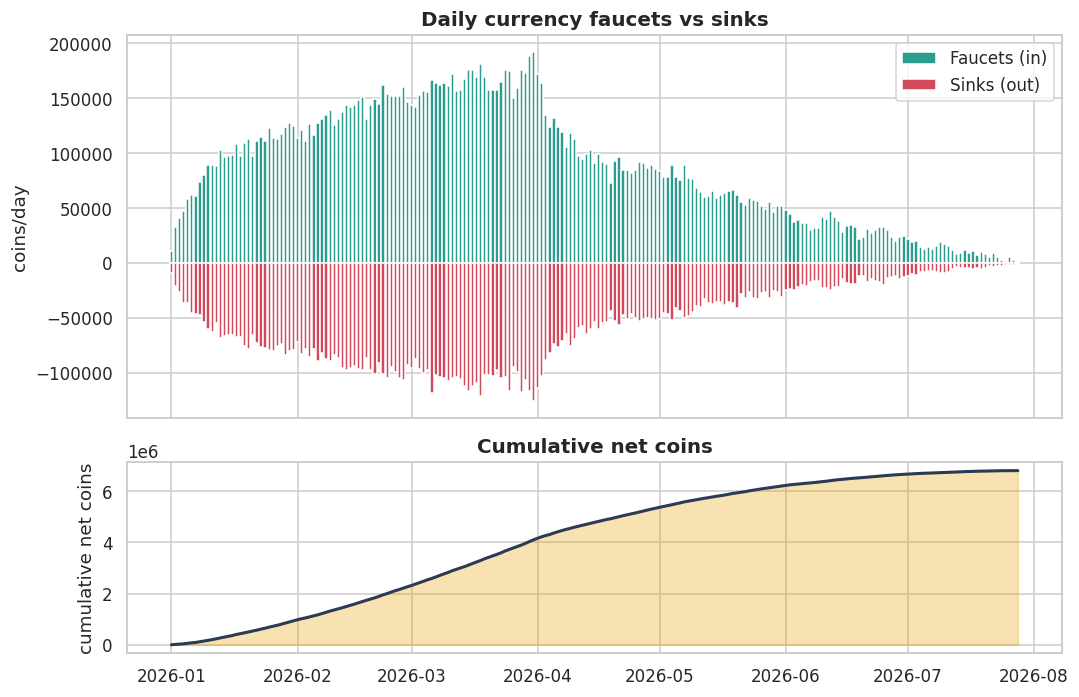 Daily currency faucets vs sinks
200000
150000
100000
50000
0
−50000
−100000
coins/day
Faucets (in)
Sinks (out)
Cumulative net coins
1e6
6
4
2
0
cumulative net coins
2026-01 2026-02 2026-03 2026-04 2026-05 2026-06 2026-07 2026-08